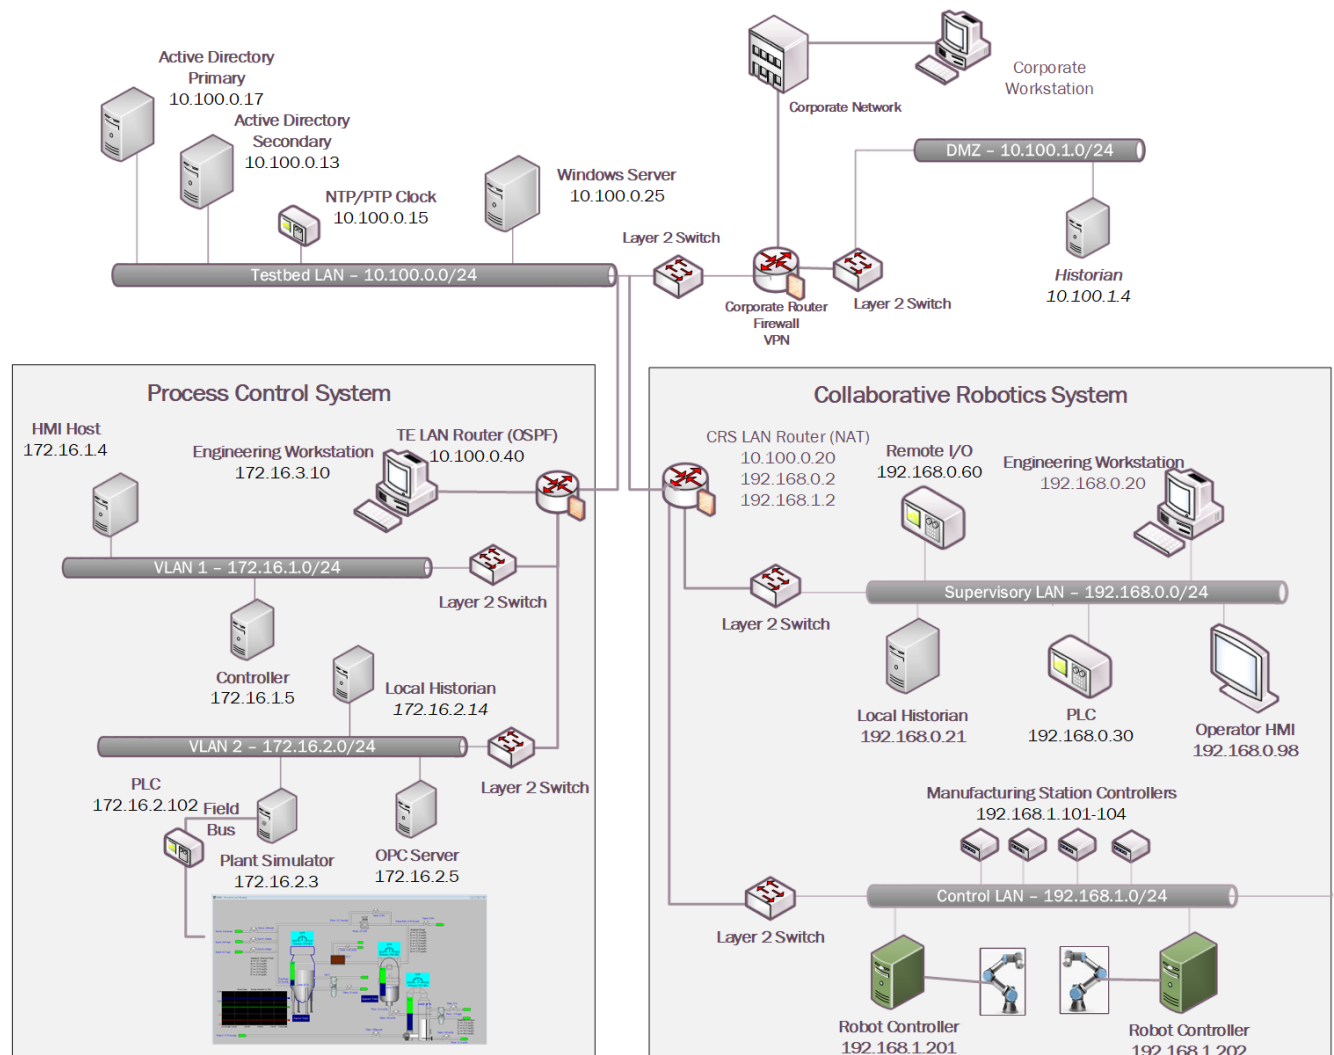 Active Directory
Primary
10.100.0.17
Active Directory
Secondary
10.100.0.13
NTP/PTP Clock
10.100.0.15
Windows Server
10.100.0.25
Layer 2 Switch
Testbed LAN – 10.100.0.0/24
Corporate Network
Corporate
Workstation
DMZ – 10.100.1.0/24
Historian
10.100.1.4
Layer 2 Switch
Corporate Router
Firewall
VPN
Process Control System
HMI Host
172.16.1.4
Engineering Workstation
172.16.3.10
TE LAN Router (OSPF)
10.100.0.40
VLAN 1 – 172.16.1.0/24
Layer 2 Switch
Controller
172.16.1.5
Local Historian
172.16.2.14
VLAN 2 – 172.16.2.0/24
Layer 2 Switch
PLC
172.16.2.102
Field
Bus
Plant Simulator
172.16.2.3
OPC Server
172.16.2.5
Collaborative Robotics System
CRS LAN Router (NAT)
10.100.0.20
192.168.0.2
192.168.1.2
Remote I/O
192.168.0.60
Engineering Workstation
192.168.0.20
Supervisory LAN – 192.168.0.0/24
Layer 2 Switch
Local Historian
192.168.0.21
PLC
192.168.0.30
Operator HMI
192.168.0.98
Manufacturing Station Controllers
192.168.1.101-104
Control LAN – 192.168.1.0/24
Layer 2 Switch
Robot Controller
192.168.1.201
Robot Controller
192.168.1.202